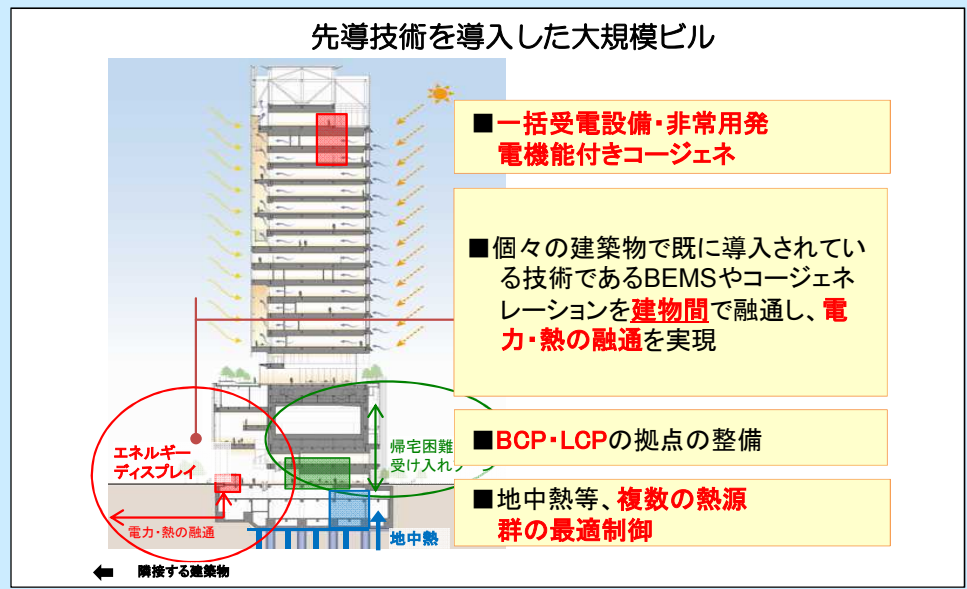 先導技術を導入した大規模ビル
■一括受電設備・非常用発
電機能付きコージェネ
■個々の建築物で既に導入されてい
る技術であるBEMSやコージェネ
レーションを建物間で融通し、電
力・熱の融通を実現
■BCP・LCPの拠点の整備
■地中熱等、複数の熱源
群の最適制御
エネルギー
ディスプレイ
帰宅困難
受け入れ
電力・熱の融通
地中熱
隣接する建築物